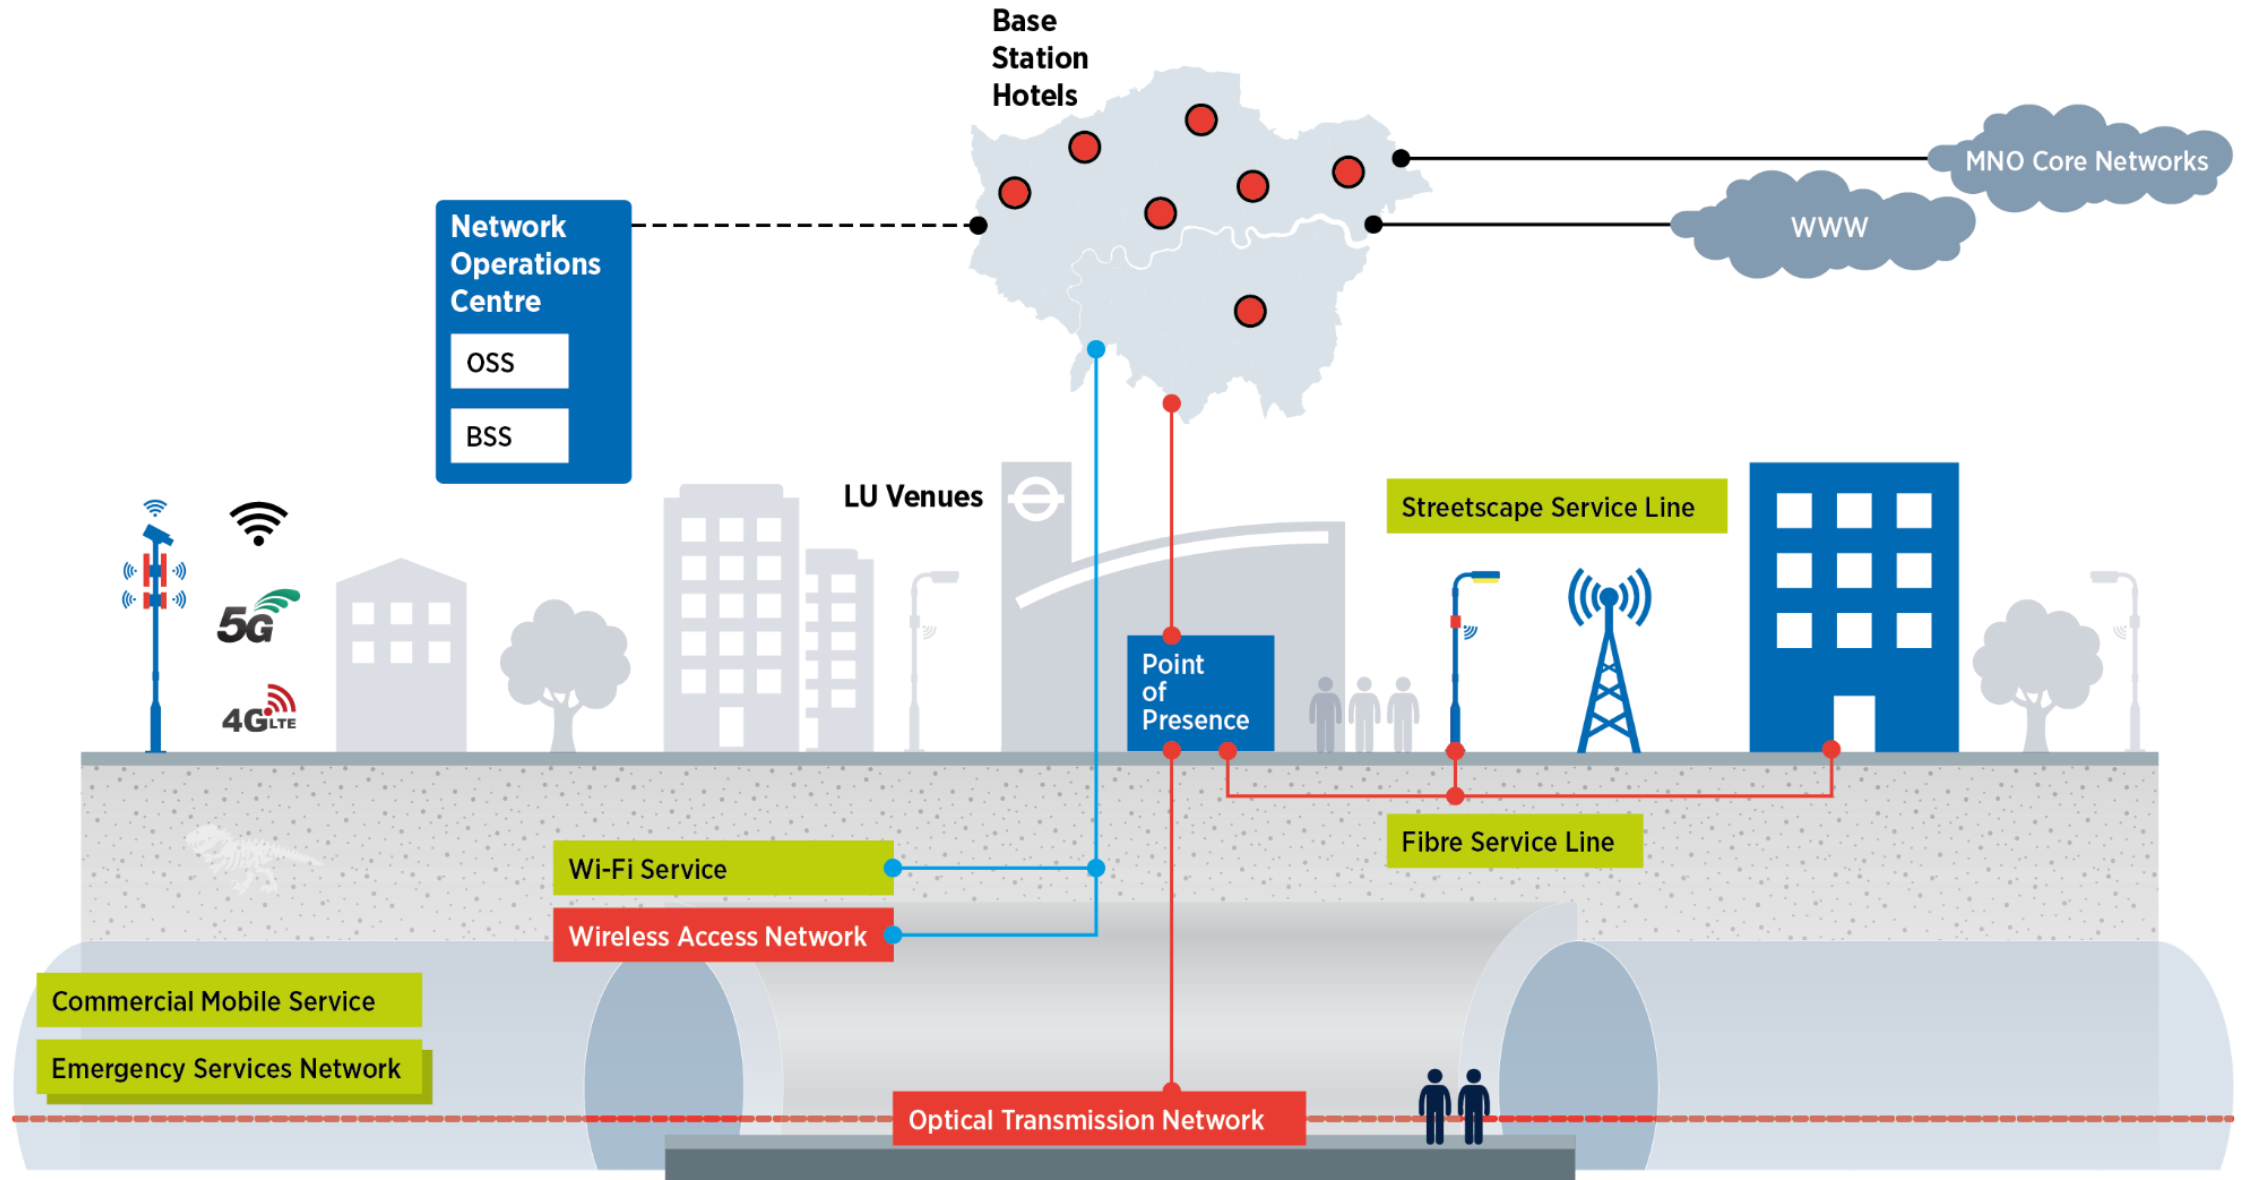 Base
Station
Hotels
MNO Core Networks
WWW
Network
Operations
Centre
OSS
BSS
LU Venues
Streetscape Service Line
5G
4G LTE
Point
of
Presence
Fibre Service Line
Wi-Fi Service
Wireless Access Network
Commercial Mobile Service
Emergency Services Network
Optical Transmission Network